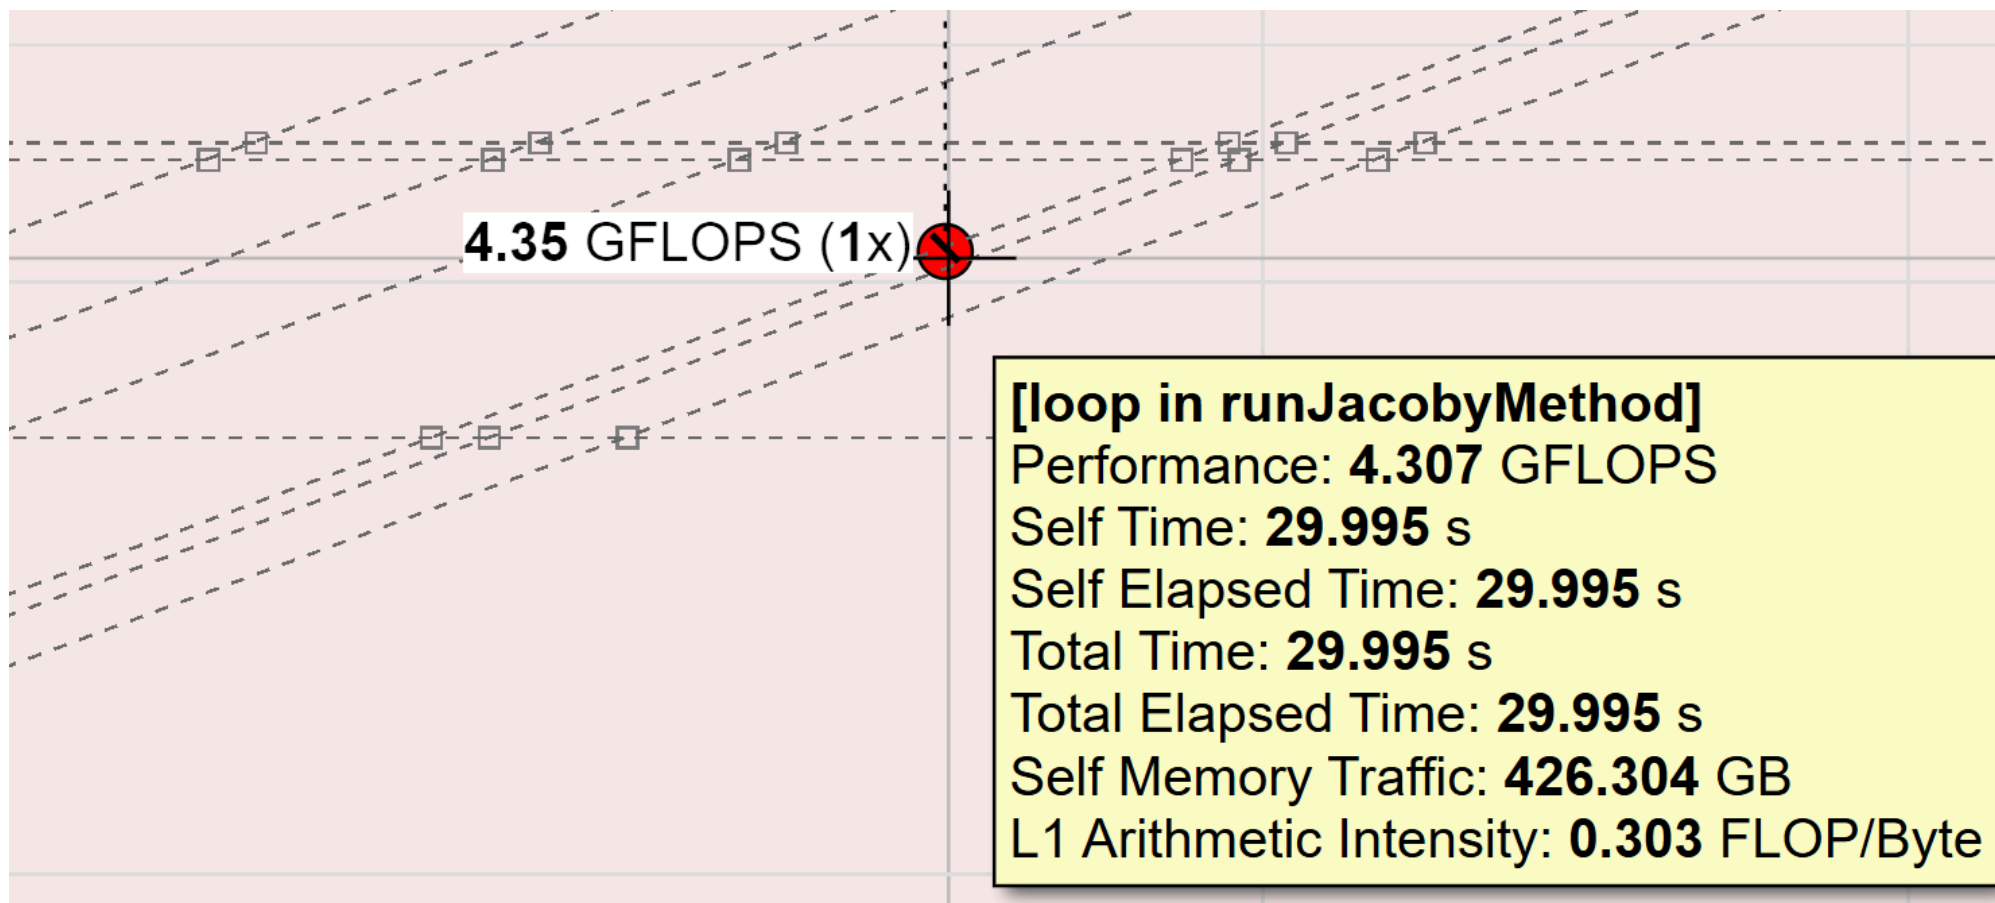 4.35 GFLOPS (1x)
[loop in runJacobyMethod]
Performance: 4.307 GFLOPS
Self Time: 29.995 s
Self Elapsed Time: 29.995 s
Total Time: 29.995 s
Total Elapsed Time: 29.995 s
Self Memory Traffic: 426.304 GB
L1 Arithmetic Intensity: 0.303 FLOP/Byte